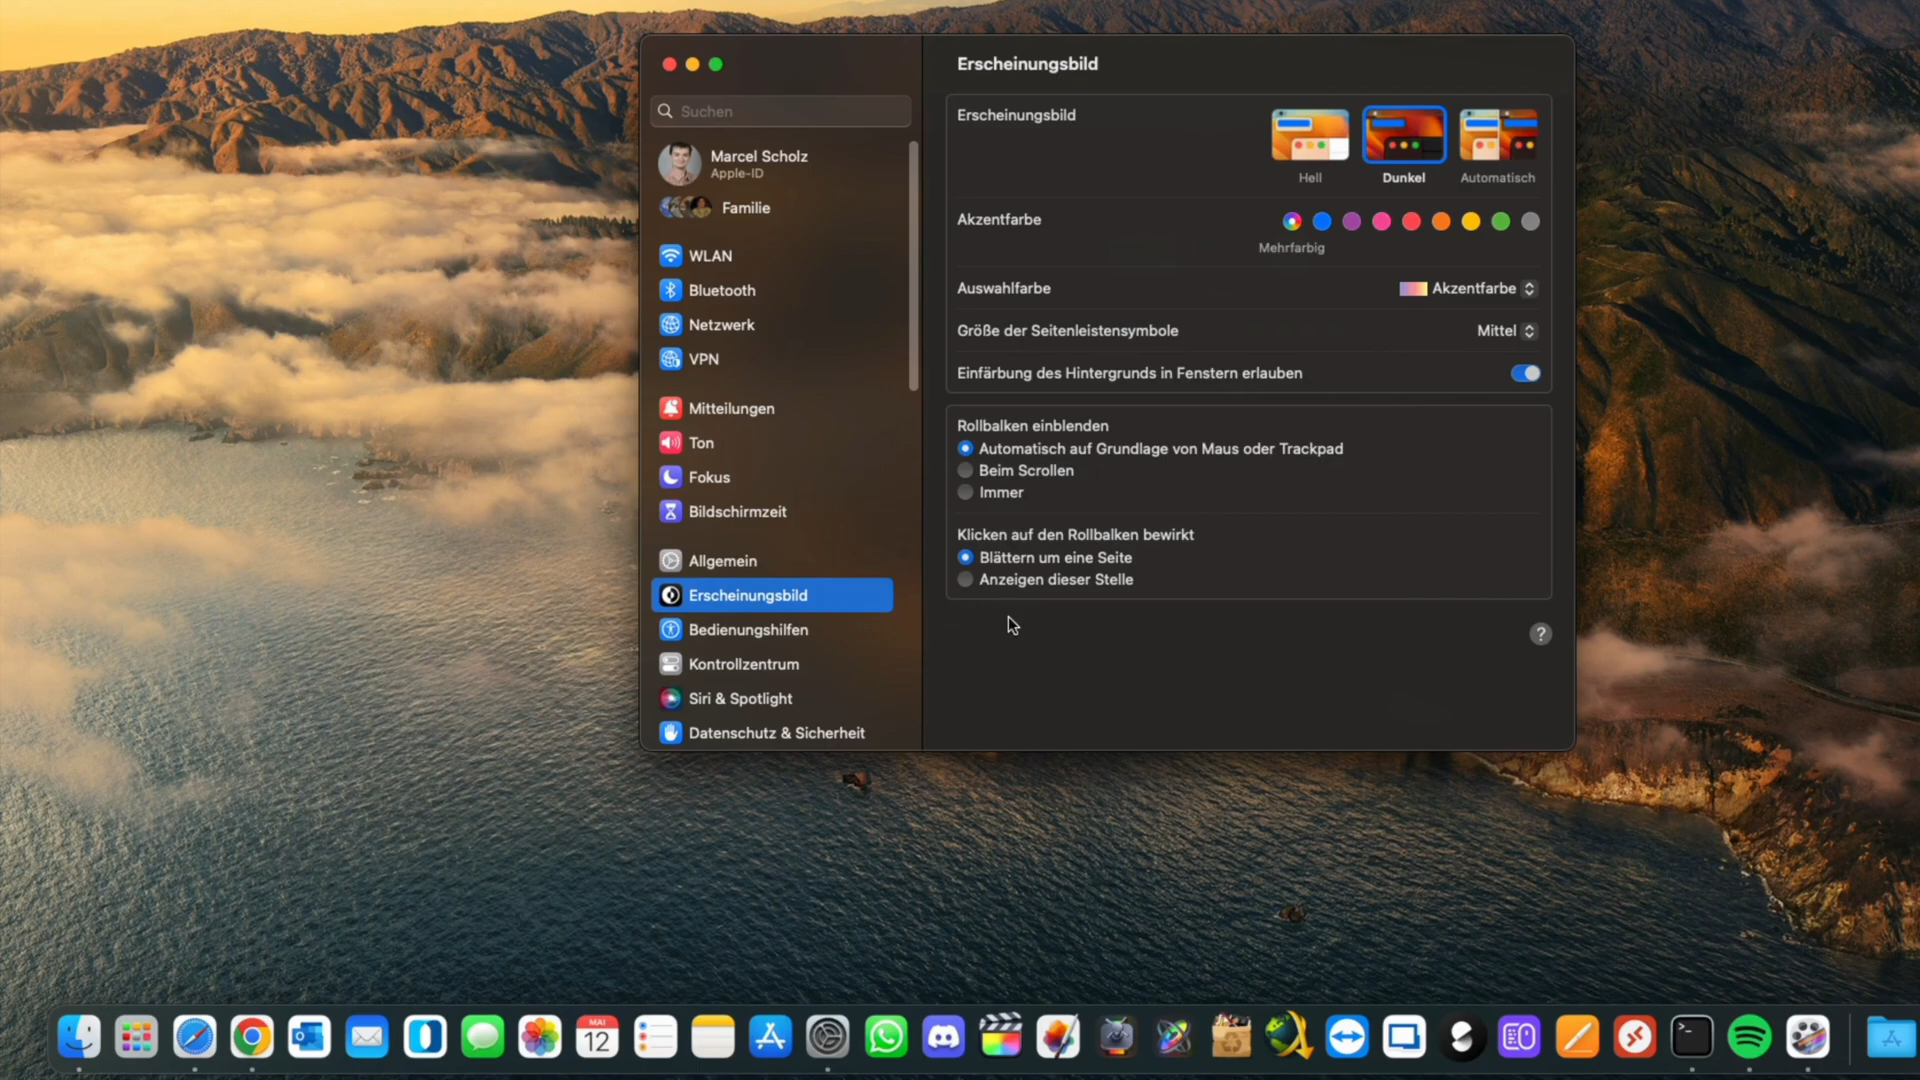 Erscheinungsbild
Suchen
Marcel Scholz
Apple-ID
Familie
WLAN
Bluetooth
Netzwerk
VPN
Mitteilungen
Ton
Fokus
Bildschirmzeit
Allgemein
Erscheinungsbild
Bedienungshilfen
Kontrollzentrum
Siri & Spotlight
Datenschutz & Sicherheit
Erscheinungsbild
Hell
Dunkel
Automatisch
Akzentfarbe
Mehrfarbig
Auswahlfarbe
Akzentfarbe
Größe der Seitenleistensymbole
Mittel
Einfärbung des Hintergrunds in Fenstern erlauben
Rollbalken einblenden
Automatisch auf Grundlage von Maus oder Trackpad
Beim Scrollen
Immer
Klicken auf den Rollbalken bewirkt
Blättern um eine Seite
Anzeigen dieser Stelle
?
MAI
12